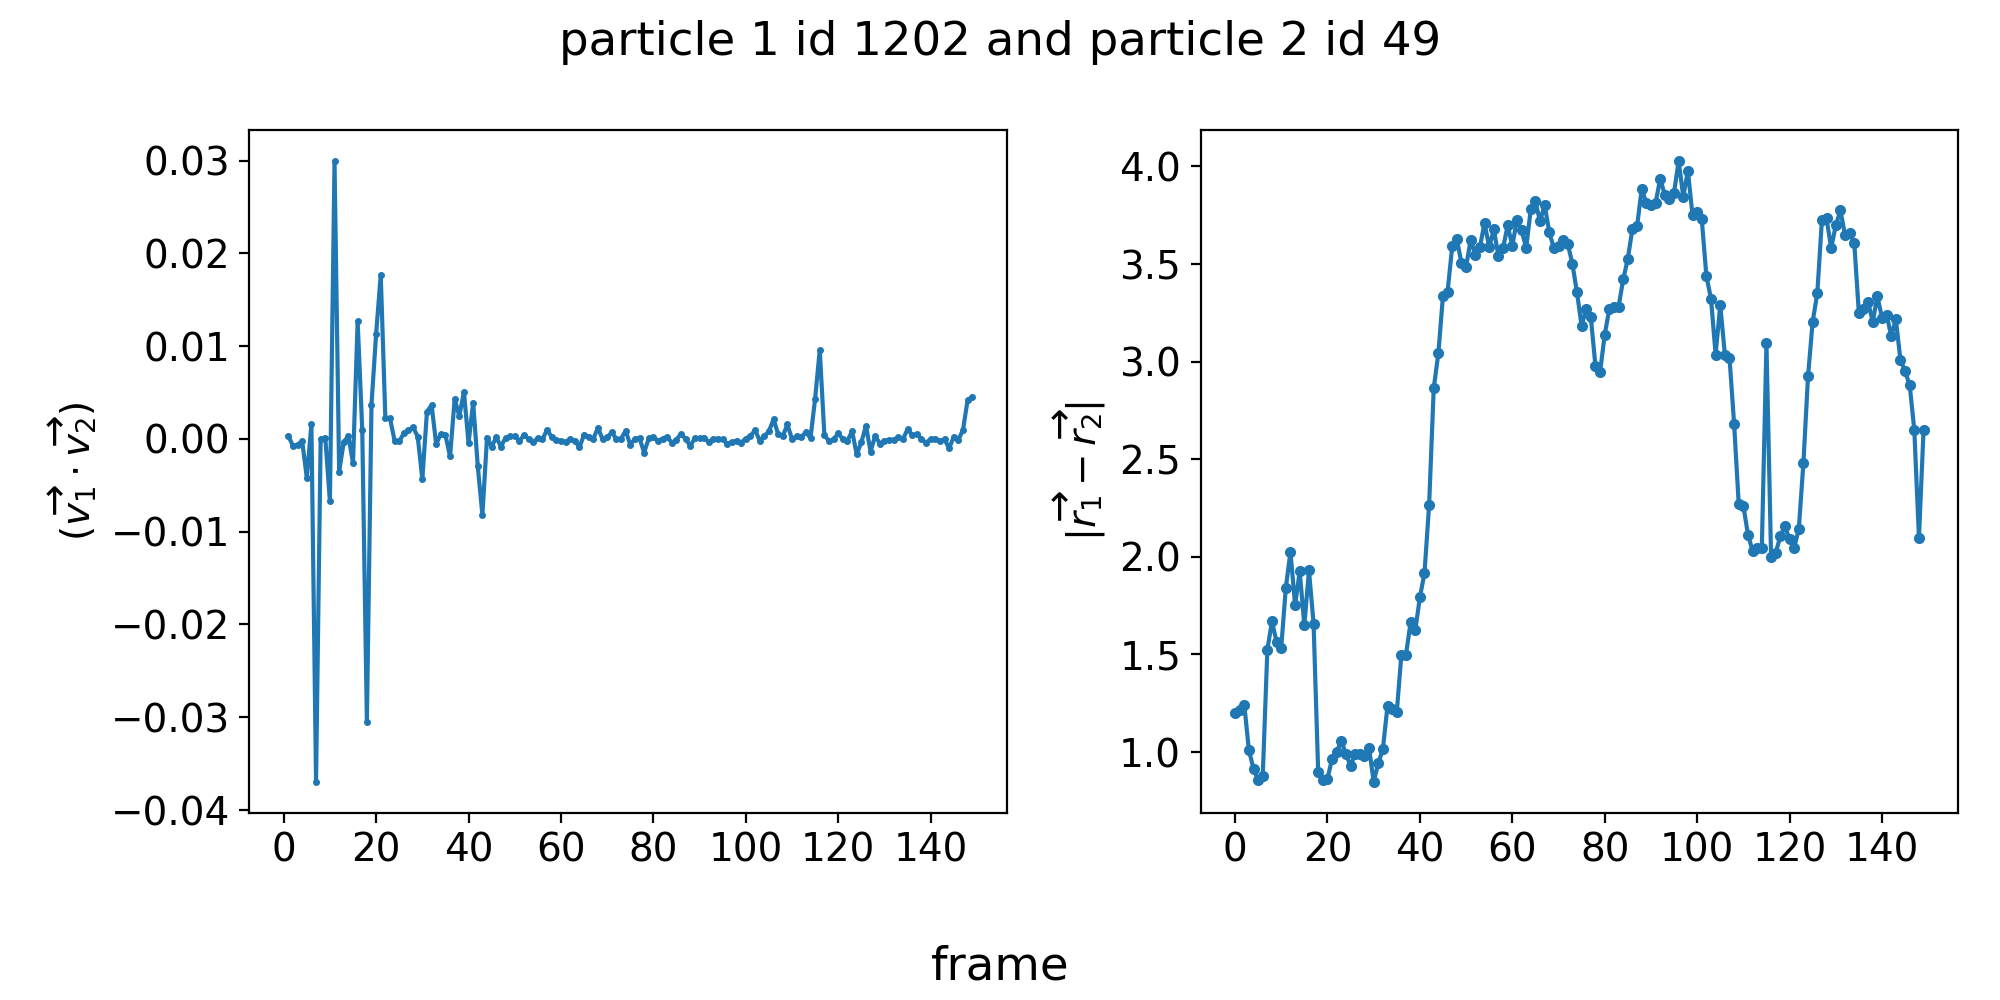 particle 1 id 1202 and particle 2 id 49
(v⃗₁ · v⃗₂)
0.03
0.02
0.01
0.00
−0.01
−0.02
−0.03
−0.04
0 20 40 60 80 100 120 140
|r⃗₁ − r⃗₂|
4.0
3.5
3.0
2.5
2.0
1.5
1.0
0 20 40 60 80 100 120 140
frame